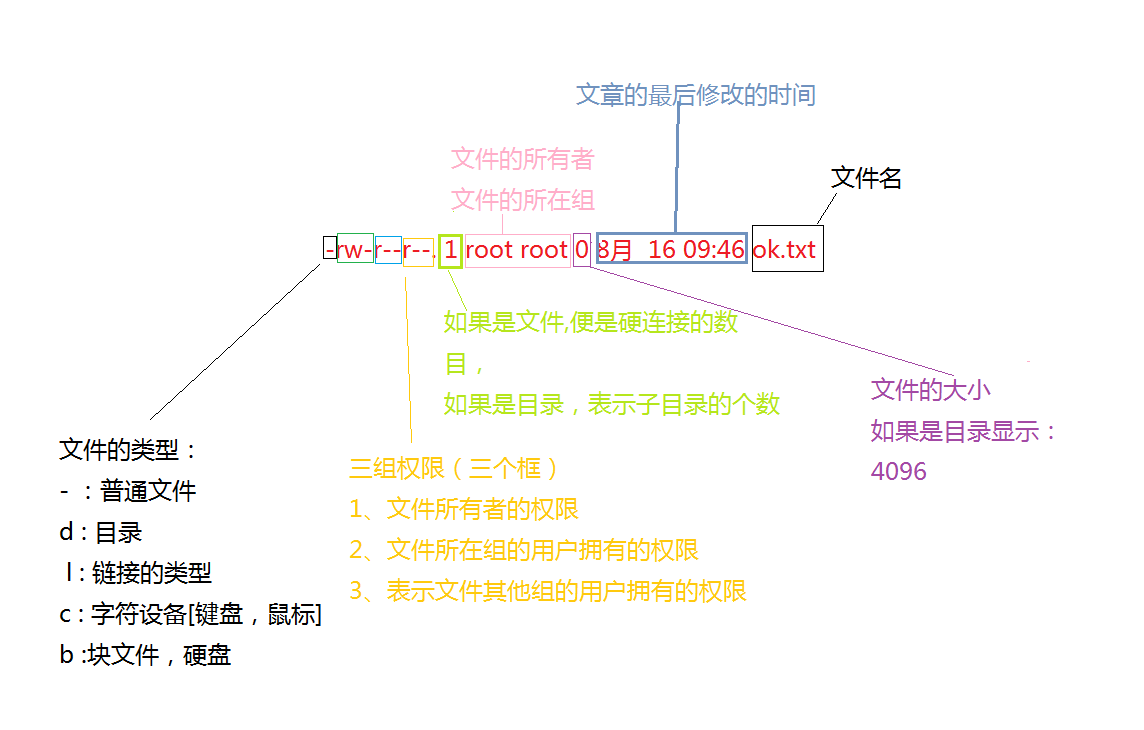 文章的最后修改的时间
文件的所有者
文件的所在组
文件名
-rw-r--r--. 1 root root 0 8月 16 09:46 ok.txt
如果是文件,便是硬连接的数
目，
如果是目录，表示子目录的个数
文件的大小
如果是目录显示：
4096
文件的类型：
- ：普通文件
d : 目录
l : 链接的类型
c : 字符设备[键盘，鼠标]
b :块文件，硬盘
三组权限（三个框）
1、文件所有者的权限
2、文件所在组的用户拥有的权限
3、表示文件其他组的用户拥有的权限